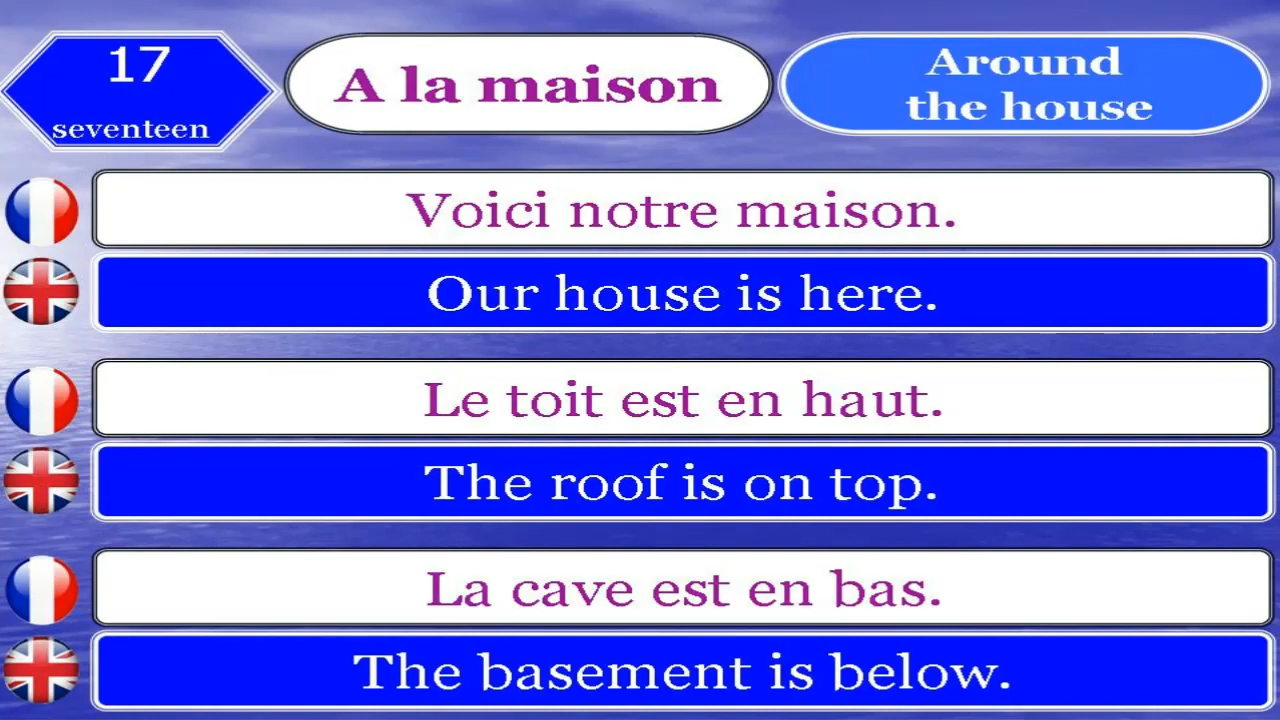 17
seventeen
A la maison
Around
the house
Voici notre maison.
Our house is here.
Le toit est en haut.
The roof is on top.
La cave est en bas.
The basement is below.